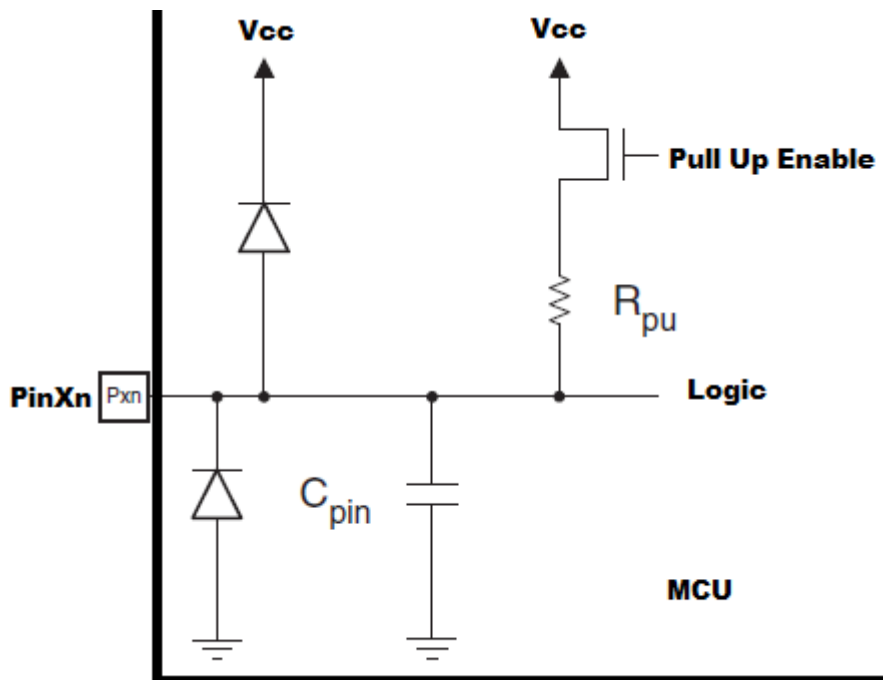 Vcc
Vcc
Pull Up Enable
Rpu
PinXn
Pxn
Logic
Cpin
MCU